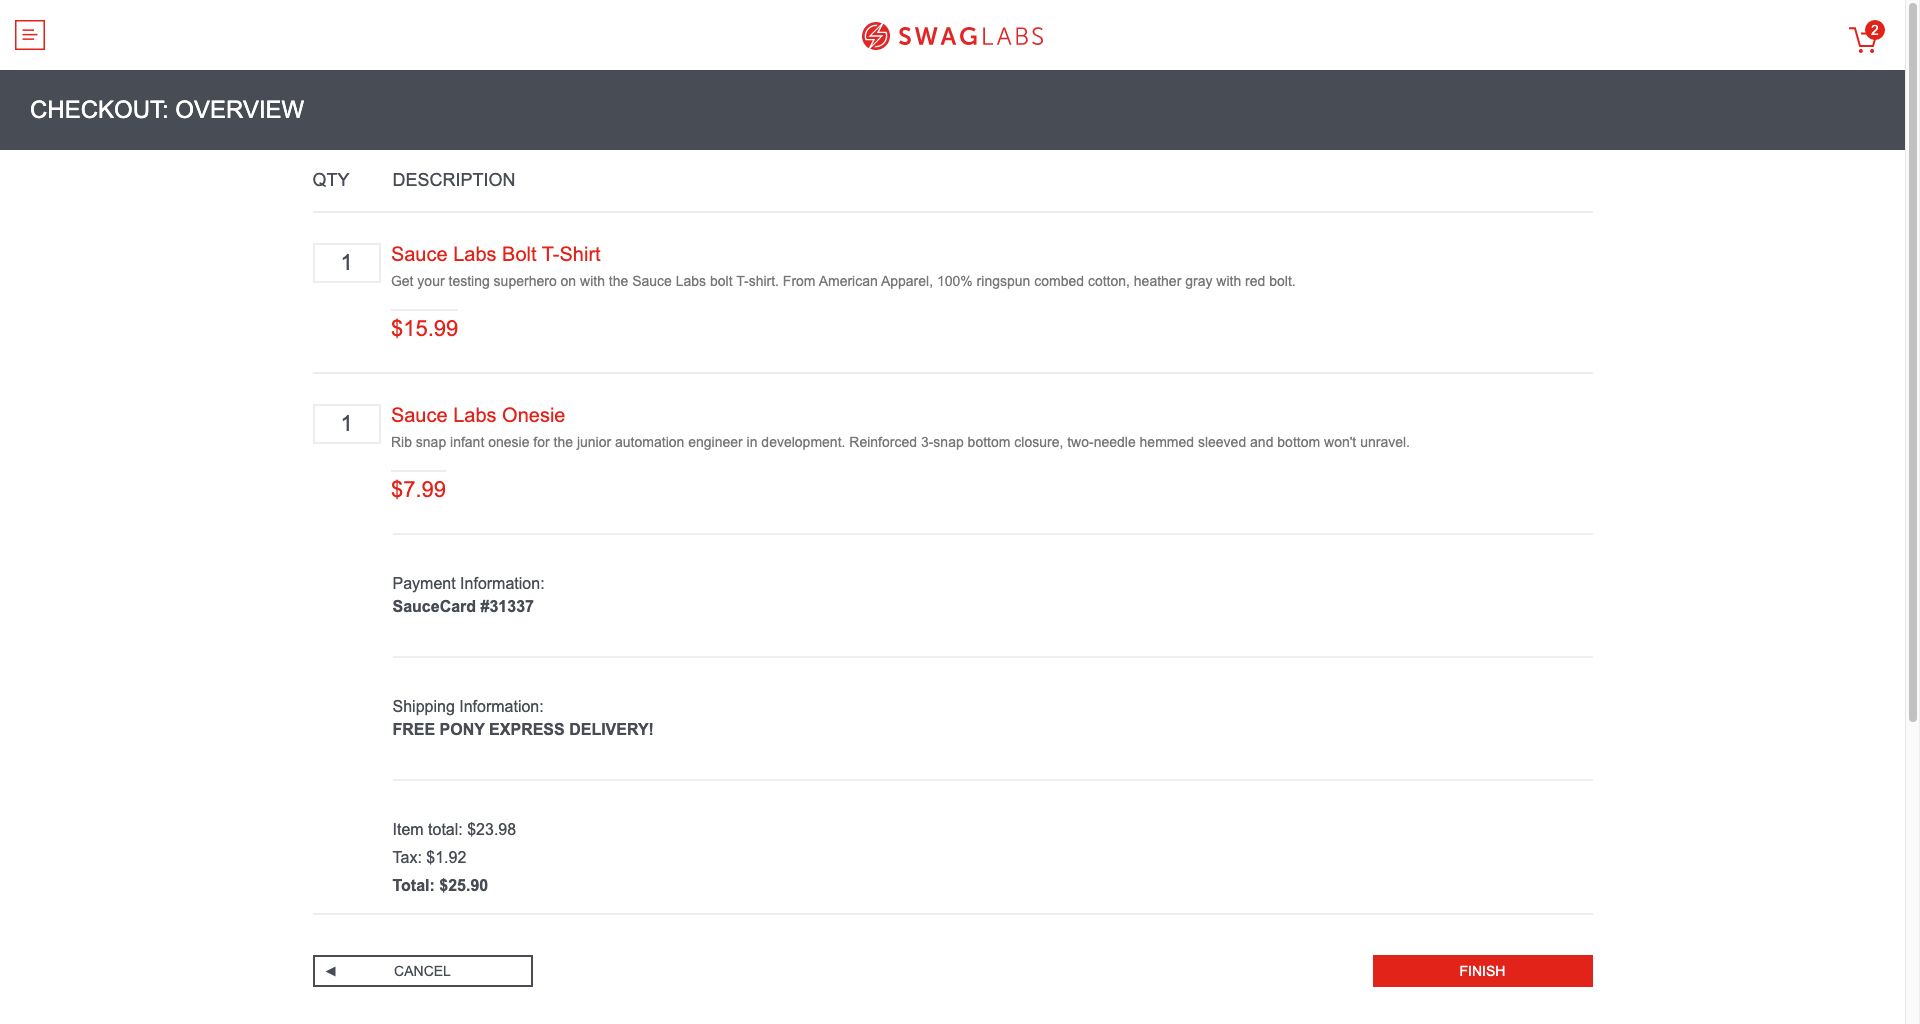 SWAGLABS
2
CHECKOUT: OVERVIEW
QTY DESCRIPTION
1 Sauce Labs Bolt T-Shirt
Get your testing superhero on with the Sauce Labs bolt T-shirt. From American Apparel, 100% ringspun combed cotton, heather gray with red bolt.
$15.99
1 Sauce Labs Onesie
Rib snap infant onesie for the junior automation engineer in development. Reinforced 3-snap bottom closure, two-needle hemmed sleeved and bottom won't unravel.
$7.99
Payment Information:
SauceCard #31337
Shipping Information:
FREE PONY EXPRESS DELIVERY!
Item total: $23.98
Tax: $1.92
Total: $25.90
CANCEL FINISH